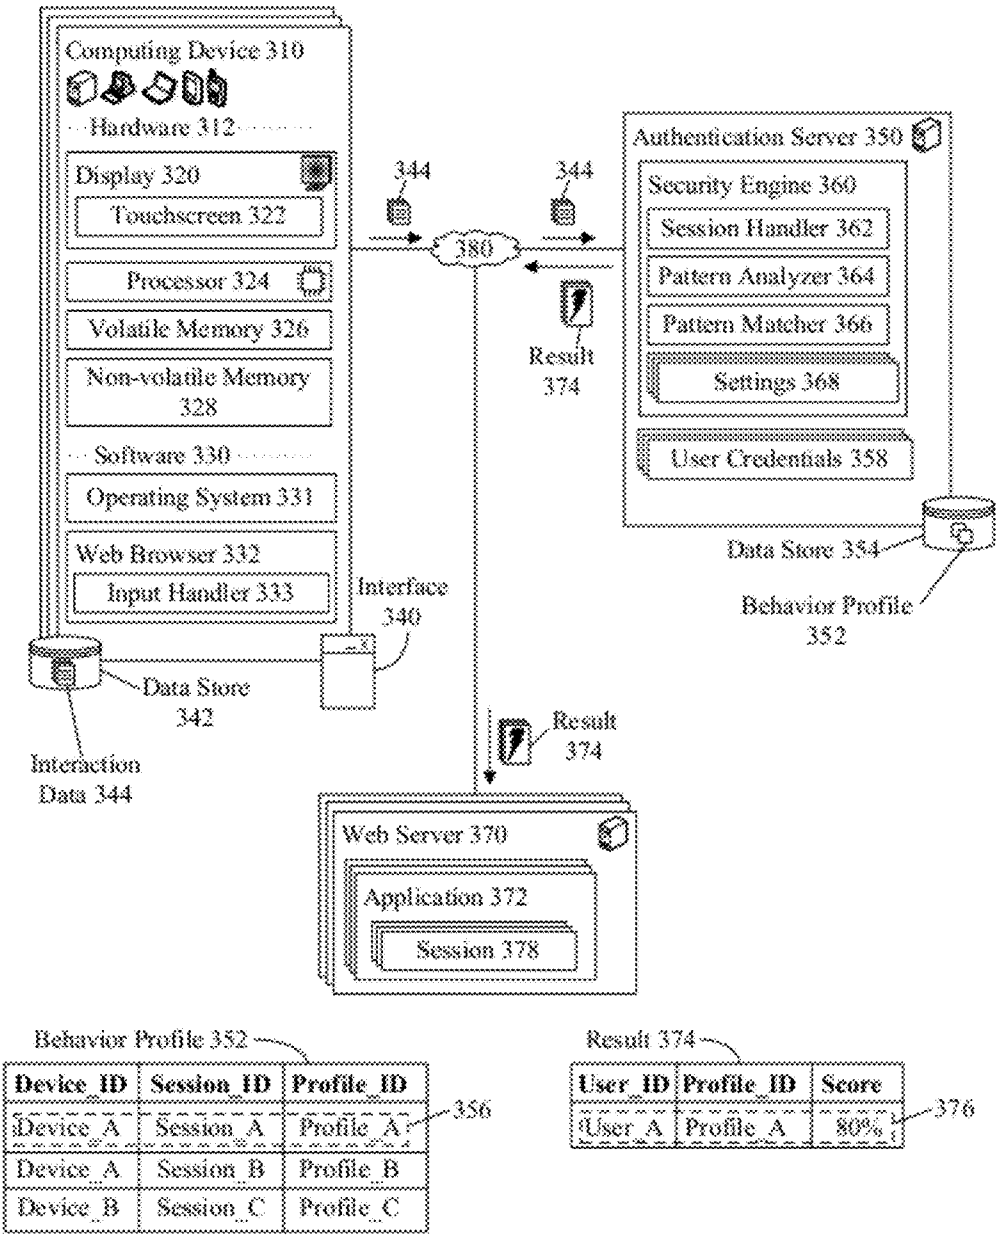 Computing Device 310
Hardware 312
Display 320
Touchscreen 322
Processor 324
Volatile Memory 326
Non-volatile Memory
328
Software 330
Operating System 331
Web Browser 332
Input Handler 333
Interface
340
Data Store
342
Interaction
Data 344
344
344
380
Result
374
Authentication Server 350
Security Engine 360
Session Handler 362
Pattern Analyzer 364
Pattern Matcher 366
Settings 368
User Credentials 358
Data Store 354
Behavior Profile
352
Result
374
Web Server 370
Application 372
Session 378
Behavior Profile 352
Device_ID Session_ID Profile_ID
Device_A Session_A Profile_A
356
Device_A Session_B Profile_B
Device_B Session_C Profile_C
Result 374
User_ID Profile_ID Score
User_A Profile_A 80%
376